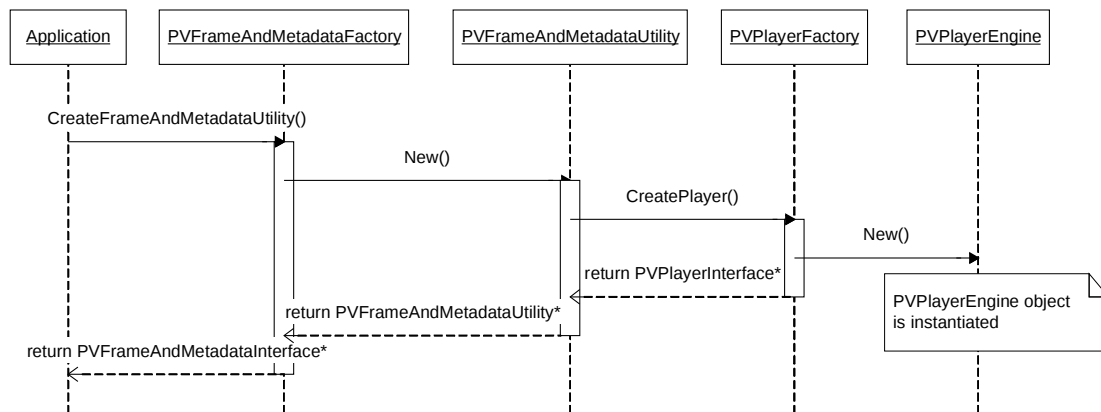 Application
PVFrameAndMetadataFactory
PVFrameAndMetadataUtility
PVPlayerFactory
PVPlayerEngine
CreateFrameAndMetadataUtility()
New()
CreatePlayer()
New()
return PVPlayerInterface*
PVPlayerEngine object
is instantiated
return PVFrameAndMetadataUtility*
return PVFrameAndMetadataInterface*